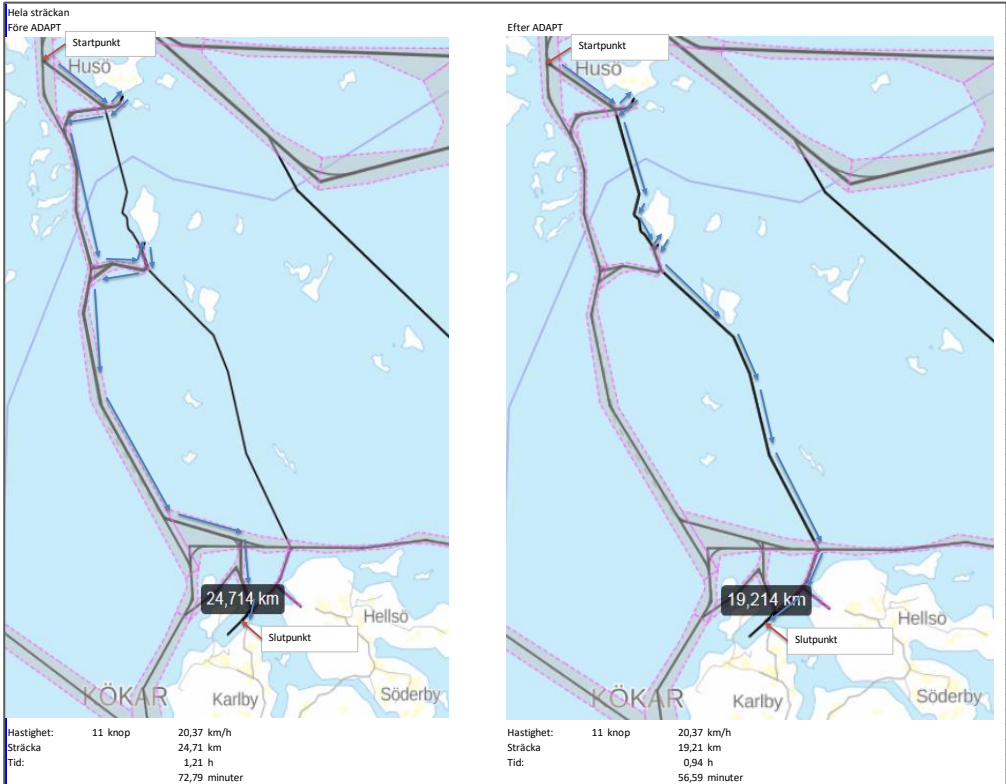 Hela sträckan
Före ADAPT
Startpunkt
Husö
24,714 km
Hellsö
Slutpunkt
KÖKAR
Karlby
Söderby
Hastighet: 11 knop 20,37 km/h
Sträcka 24,71 km
Tid: 1,21 h
72,79 minuter
Efter ADAPT
Startpunkt
Husö
19,214 km
Hellsö
Slutpunkt
KÖKAR
Karlby
Söderby
Hastighet: 11 knop 20,37 km/h
Sträcka 19,21 km
Tid: 0,94 h
56,59 minuter